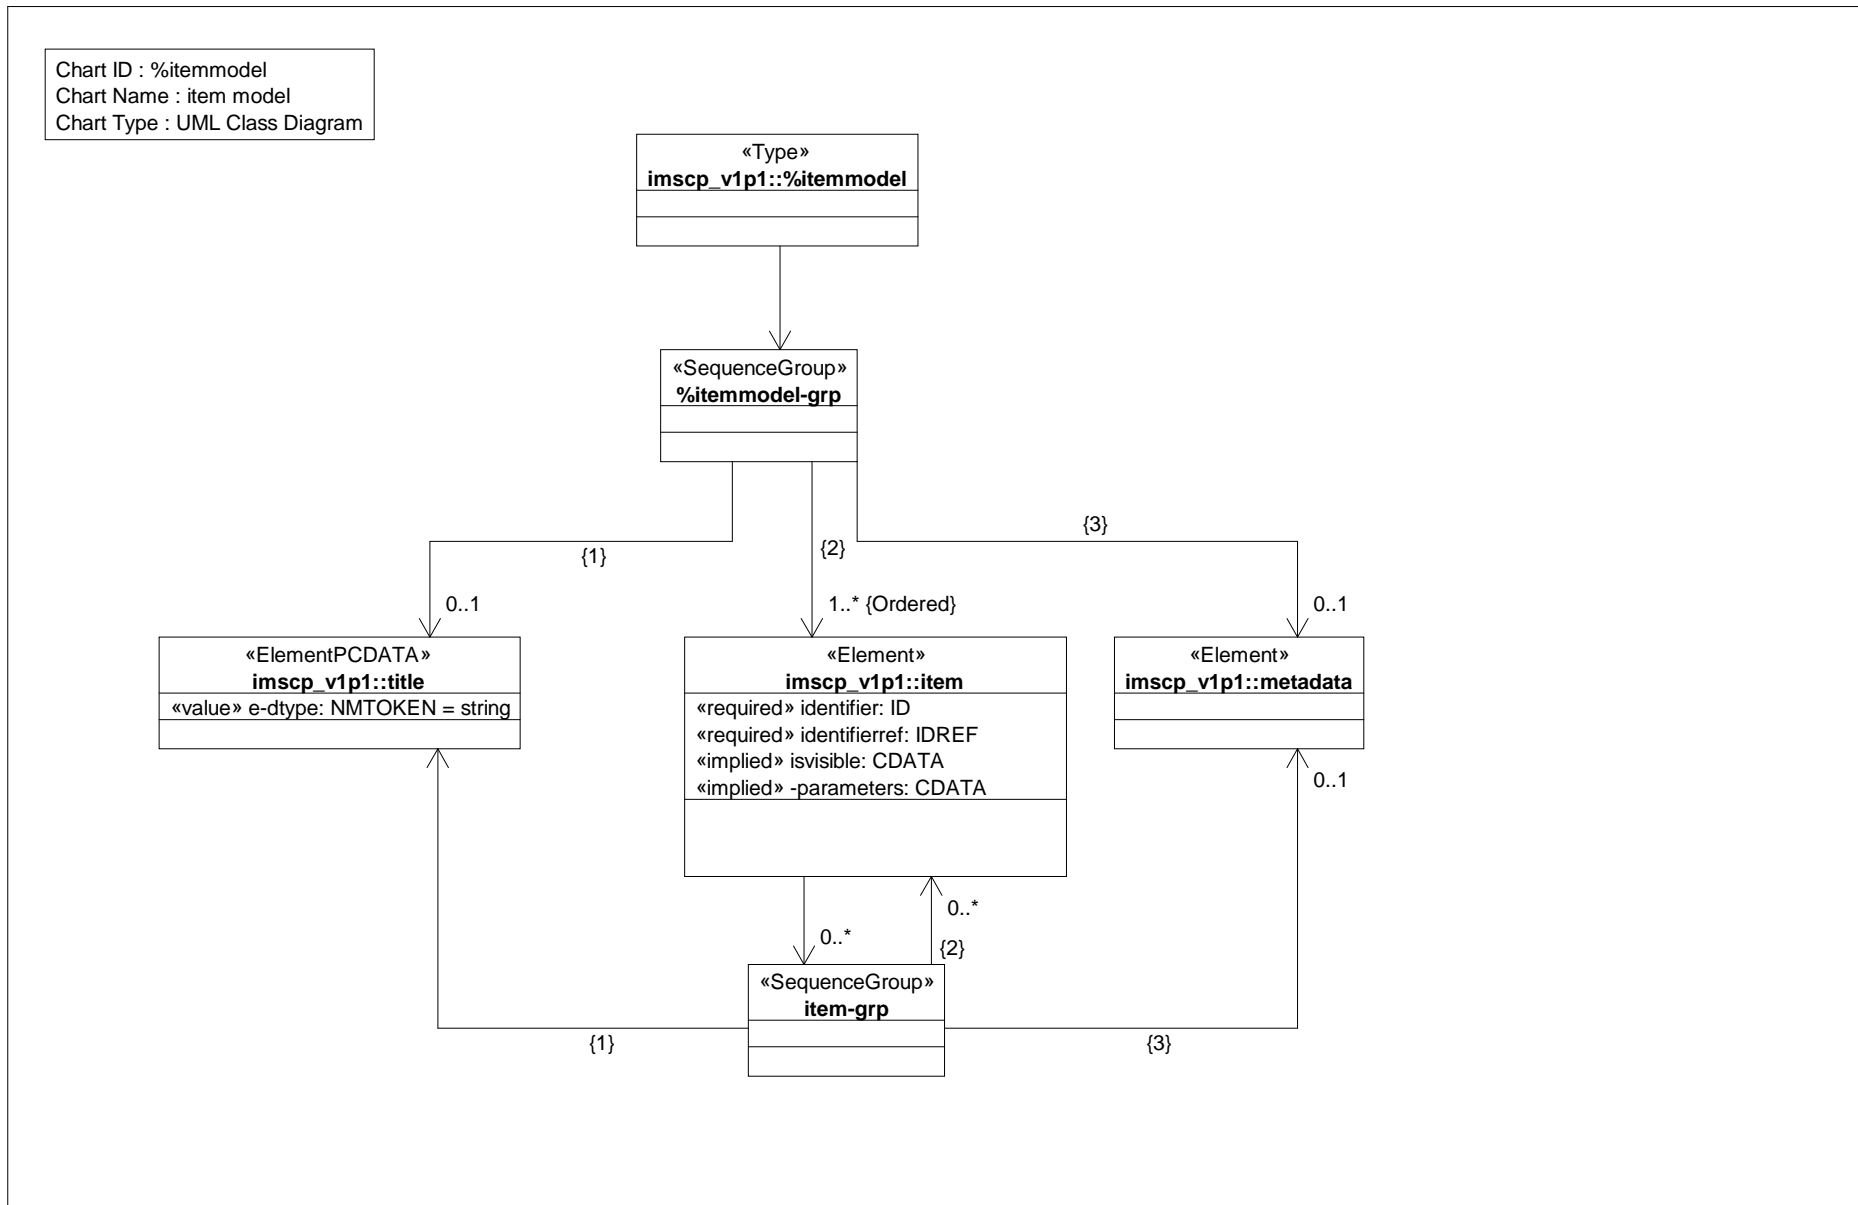 Chart ID : %itemmodel
Chart Name : item model
Chart Type : UML Class Diagram
«Type»
imscp_v1p1::%itemmodel
«SequenceGroup»
%itemmodel-grp
{1}
{2}
{3}
0..1
1..* {Ordered}
0..1
«ElementPCDATA»
imscp_v1p1::title
«value» e-dtype: NMTOKEN = string
«Element»
imscp_v1p1::item
«required» identifier: ID
«required» identifierref: IDREF
«implied» isvisible: CDATA
«implied» -parameters: CDATA
«Element»
imscp_v1p1::metadata
0..1
0..*
0..*
{2}
«SequenceGroup»
item-grp
{1}
{3}